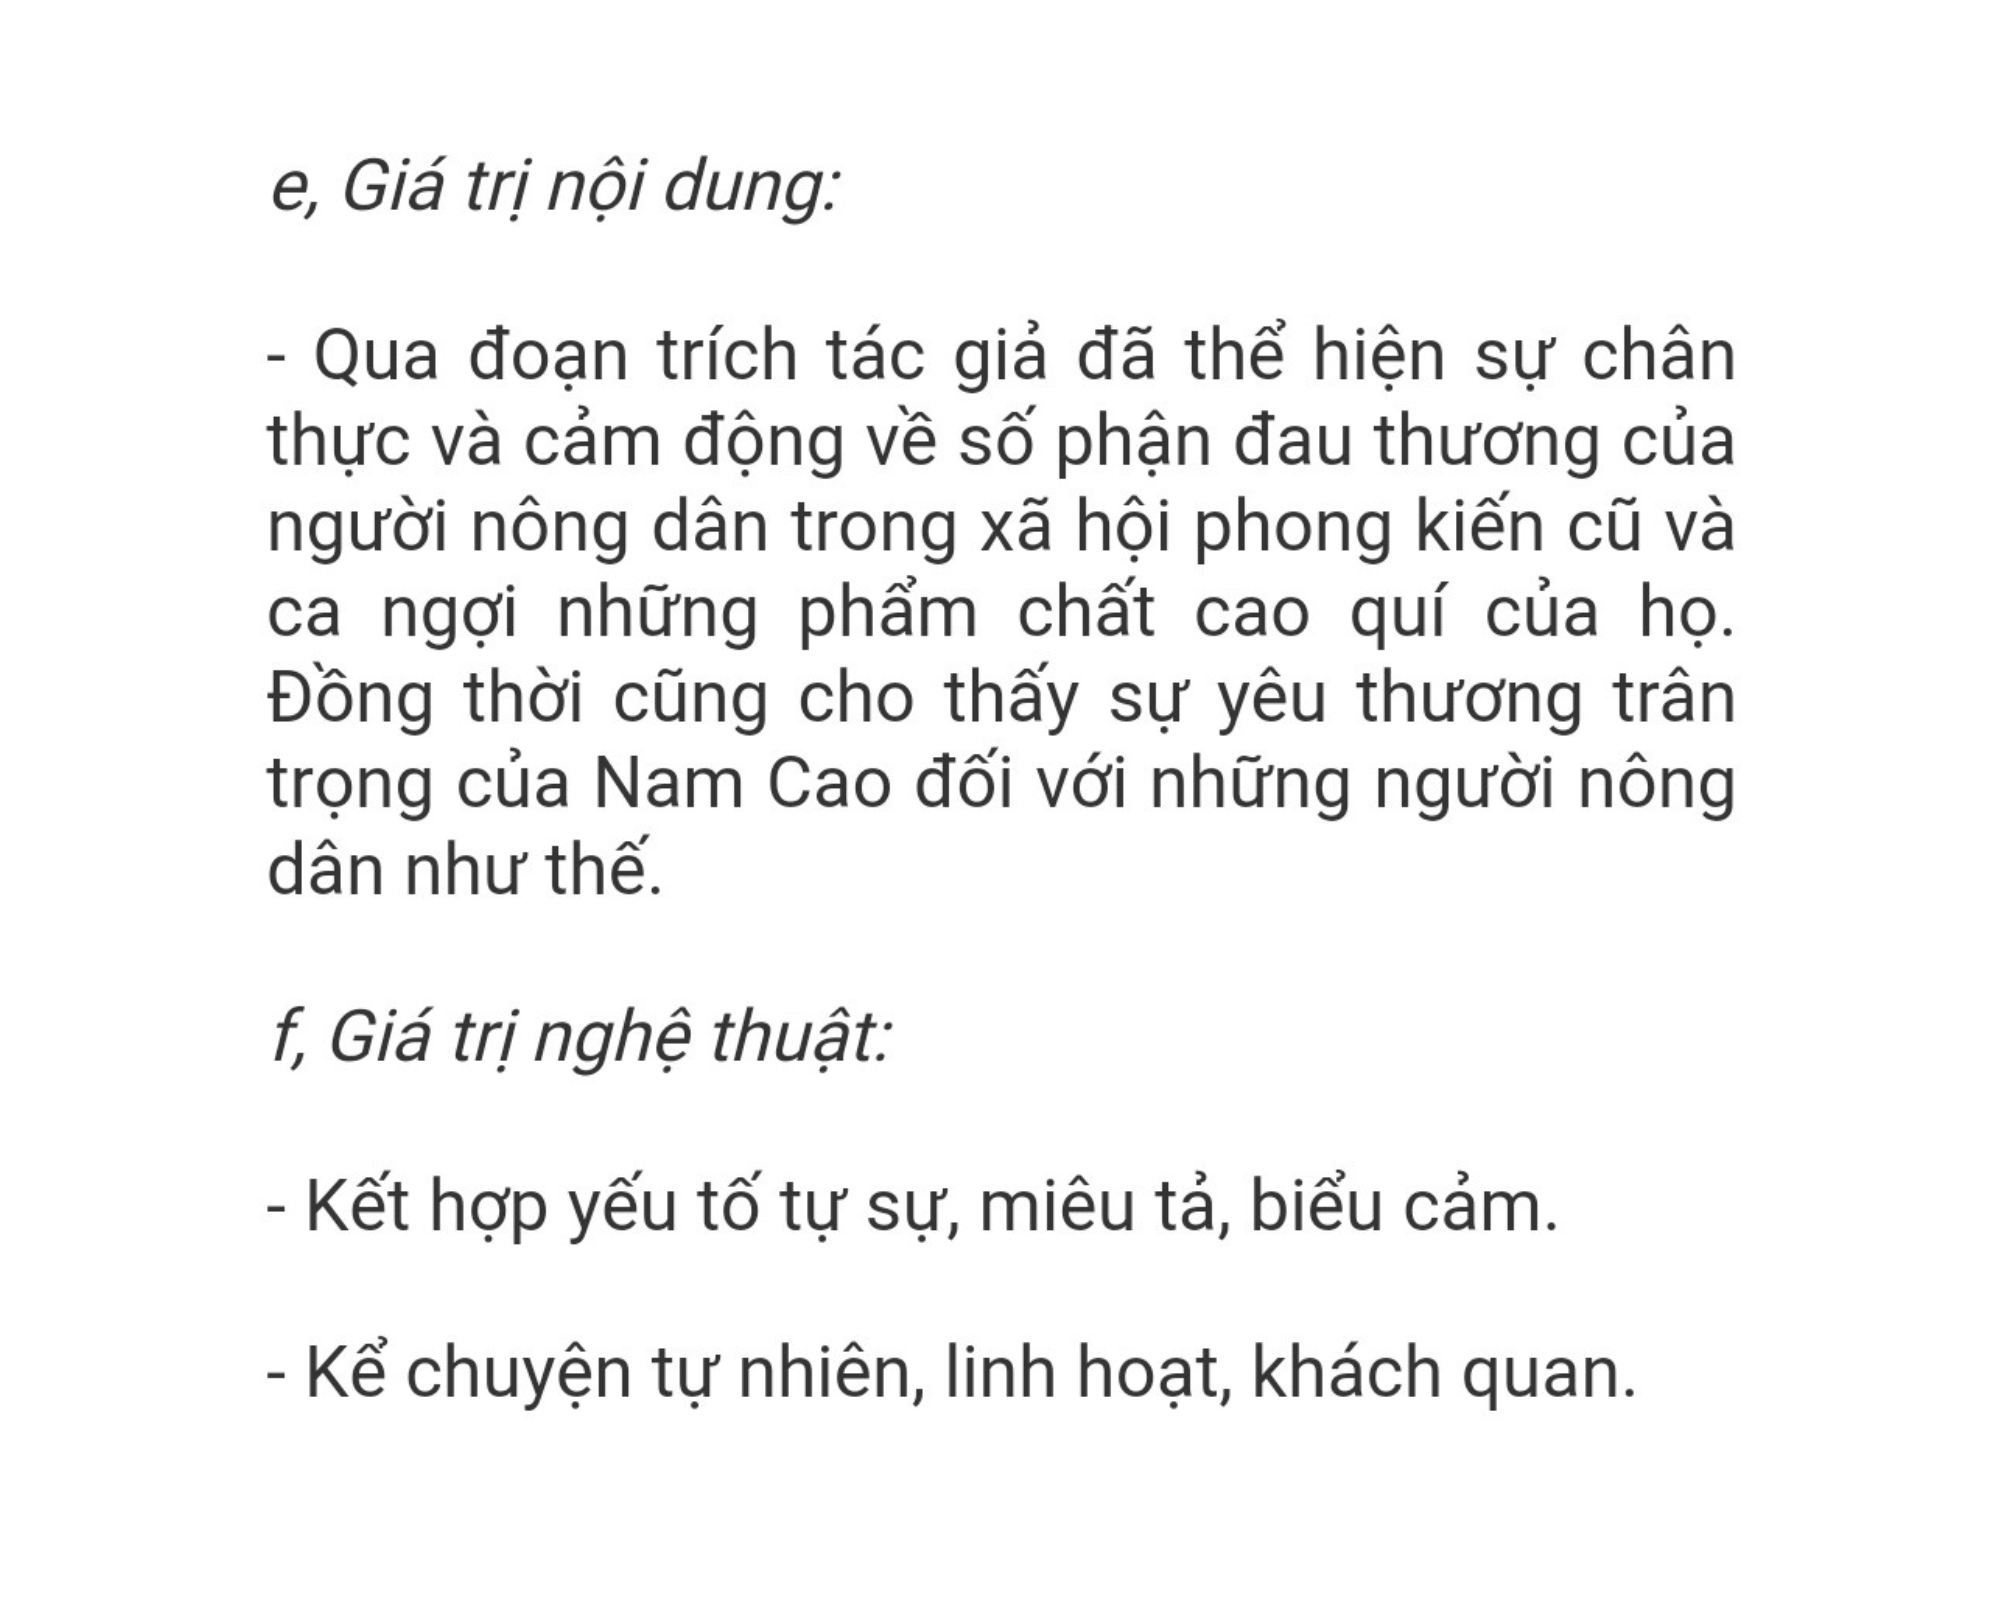 e, Giá trị nội dung:
- Qua đoạn trích tác giả đã thể hiện sự chân
thực và cảm động về số phận đau thương của
người nông dân trong xã hội phong kiến cũ và
ca ngợi những phẩm chất cao quí của họ.
Đồng thời cũng cho thấy sự yêu thương trân
trọng của Nam Cao đối với những người nông
dân như thế.
f, Giá trị nghệ thuật:
- Kết hợp yếu tố tự sự, miêu tả, biểu cảm.
- Kể chuyện tự nhiên, linh hoạt, khách quan.